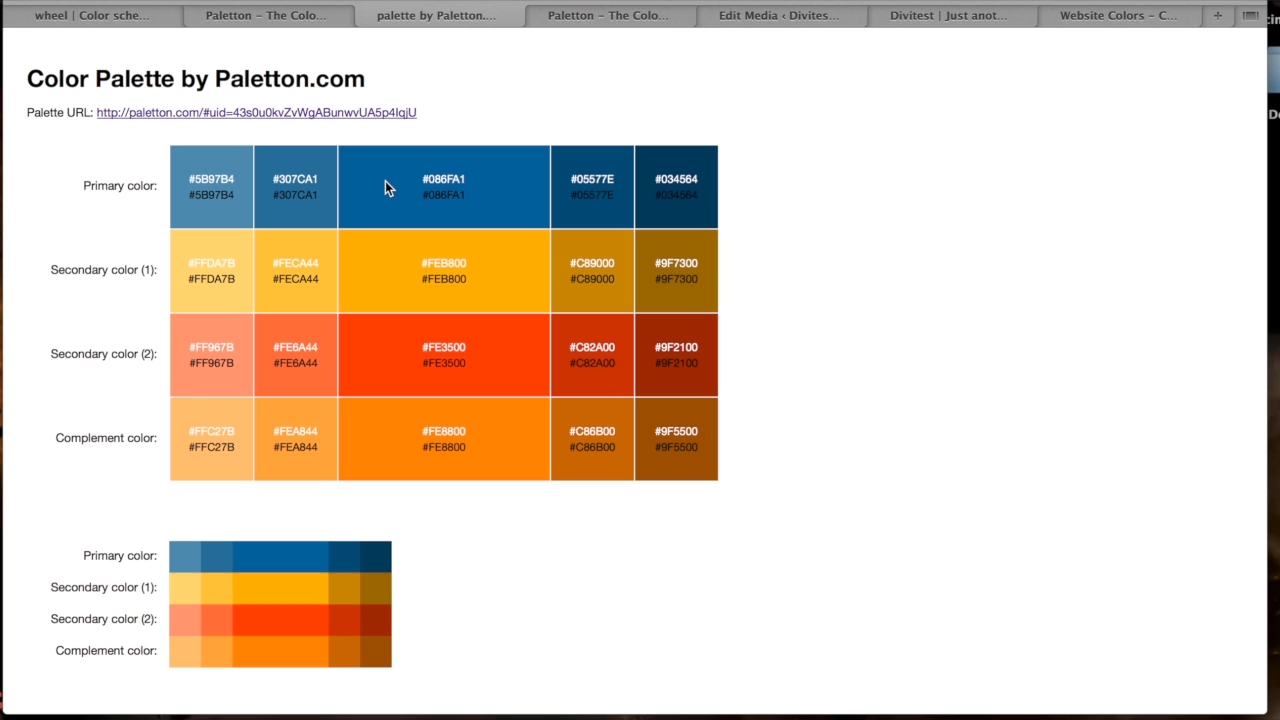 wheel | Color sche...
Paletton – The Colo...
palette by Paletton....
Paletton – The Colo...
Edit Media ‹ Divites...
Divitest | Just anot...
Website Colors – C...
Color Palette by Paletton.com
Palette URL: http://paletton.com/#uid=43s0u0kvZvWgABunwvUA5p4IqjU
Primary color:
#5B97B4 #307CA1 #086FA1 #05577E #034564
#5B97B4 #307CA1 #086FA1 #05577E #034564
Secondary color (1):
#FFDA7B #FECA44 #FEB800 #C89000 #9F7300
#FFDA7B #FECA44 #FEB800 #C89000 #9F7300
Secondary color (2):
#FF967B #FE6A44 #FE3500 #C82A00 #9F2100
#FF967B #FE6A44 #FE3500 #C82A00 #9F2100
Complement color:
#FFC27B #FEA844 #FE8800 #C86B00 #9F5500
#FFC27B #FEA844 #FE8800 #C86B00 #9F5500
Primary color:
Secondary color (1):
Secondary color (2):
Complement color: